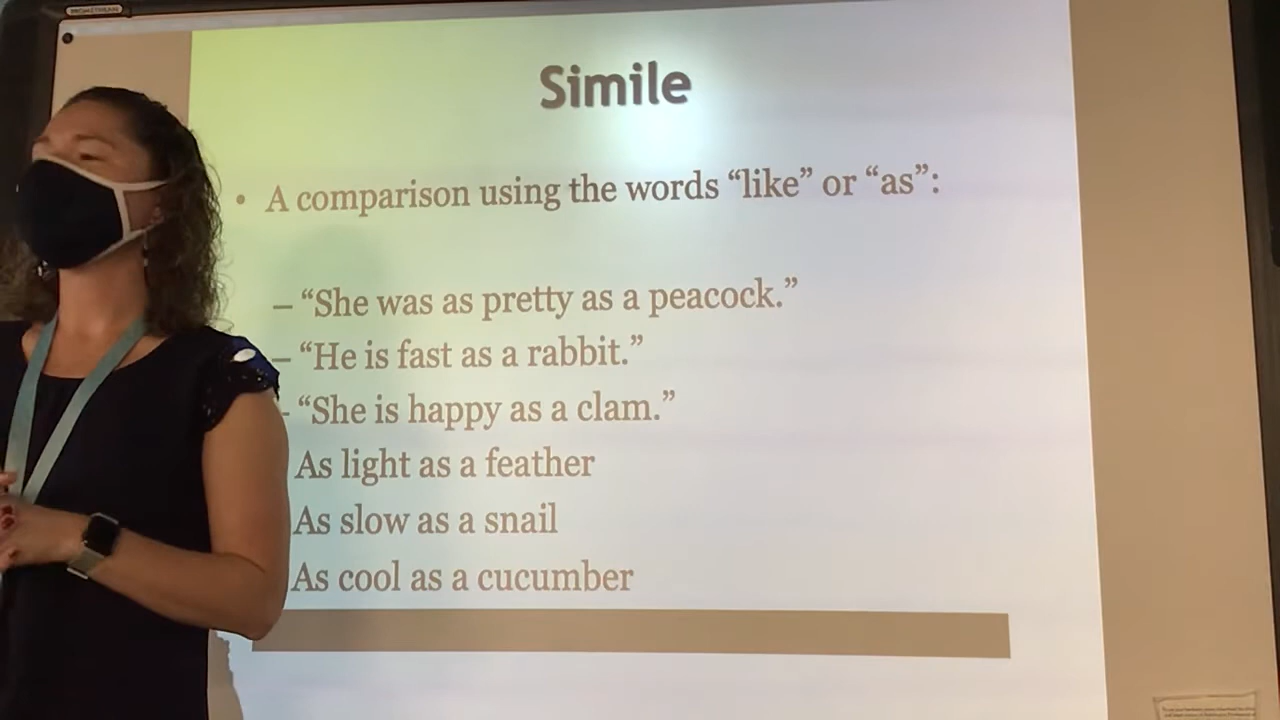 PROMETHEAN
Simile
• A comparison using the words “like” or “as”:
– “She was as pretty as a peacock.”
– “He is fast as a rabbit.”
- “She is happy as a clam.”
As light as a feather
As slow as a snail
As cool as a cucumber